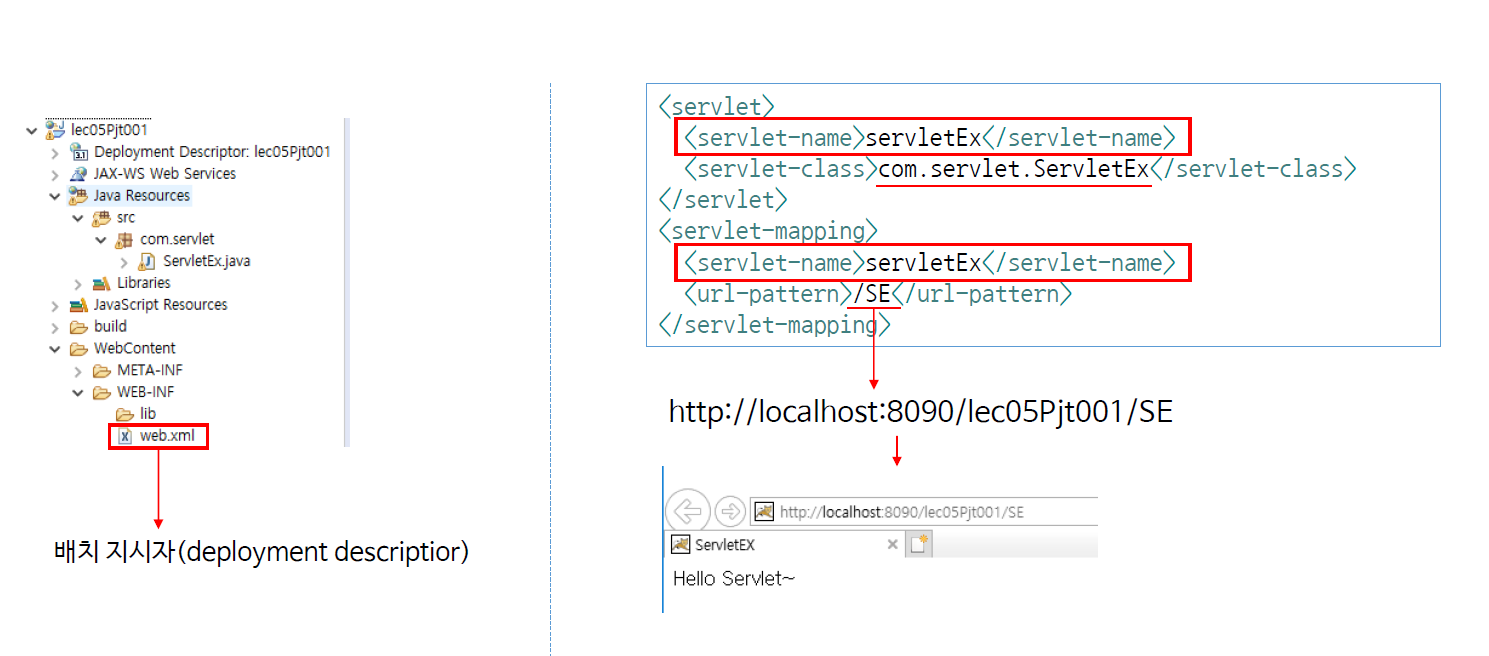 lec05Pjt001
3.1 Deployment Descriptor: lec05Pjt001
JAX-WS Web Services
Java Resources
src
com.servlet
ServletEx.java
Libraries
JavaScript Resources
build
WebContent
META-INF
WEB-INF
lib
web.xml
배치 지시자(deployment descriptior)
<servlet>
<servlet-name>servletEx</servlet-name>
<servlet-class>com.servlet.ServletEx</servlet-class>
</servlet>
<servlet-mapping>
<servlet-name>servletEx</servlet-name>
<url-pattern>/SE</url-pattern>
</servlet-mapping>
http://localhost:8090/lec05Pjt001/SE
http://localhost:8090/lec05Pjt001/SE
ServletEX
Hello Servlet~